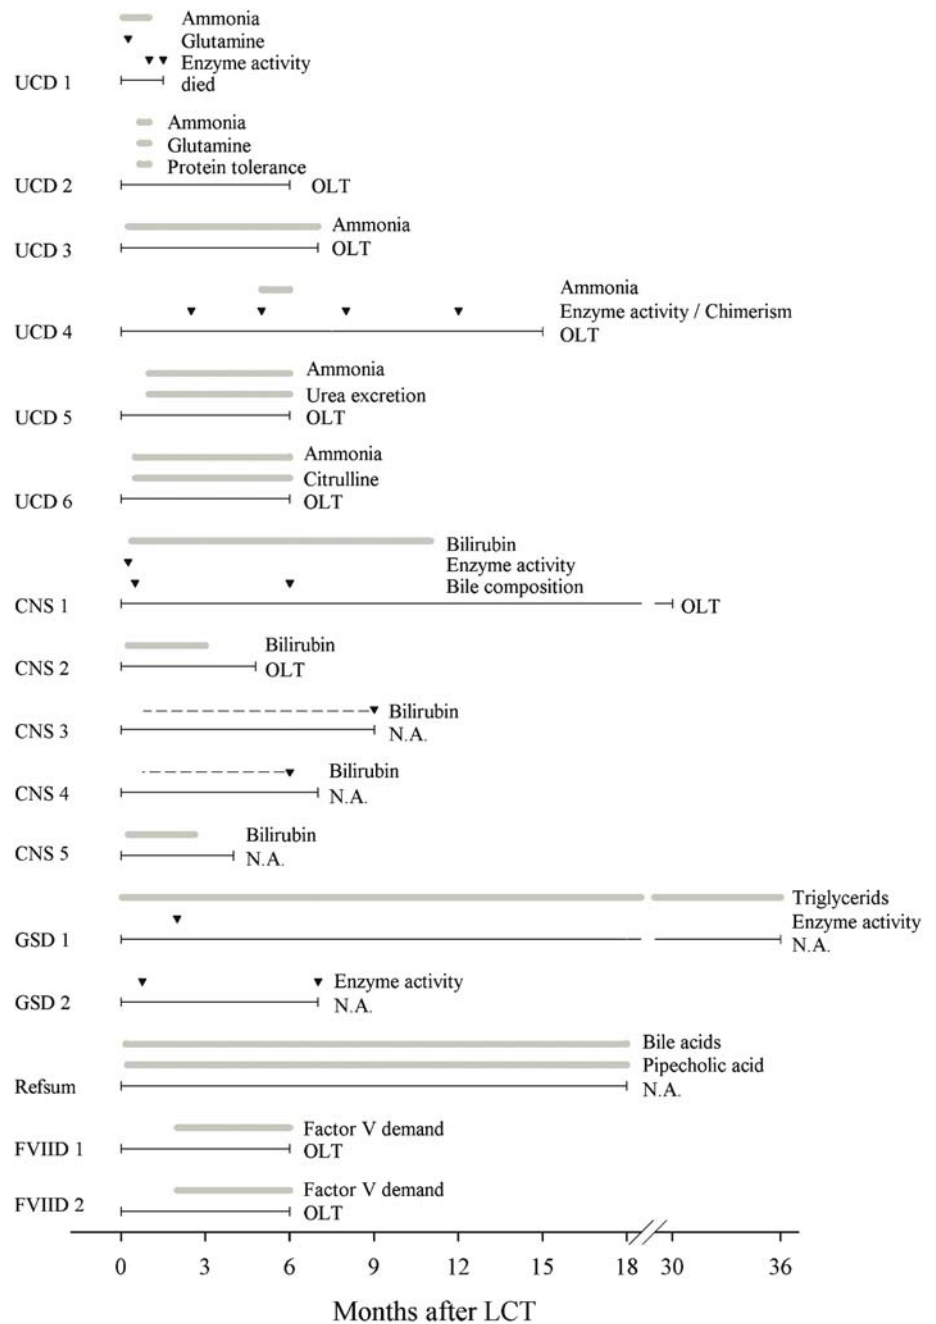 Ammonia
Glutamine
Enzyme activity
UCD 1 died
Ammonia
Glutamine
Protein tolerance
UCD 2 OLT
Ammonia
UCD 3 OLT
Ammonia
Enzyme activity / Chimerism
UCD 4 OLT
Ammonia
Urea excretion
UCD 5 OLT
Ammonia
Citrulline
UCD 6 OLT
Bilirubin
Enzyme activity
Bile composition
CNS 1 OLT
Bilirubin
CNS 2 OLT
Bilirubin
CNS 3 N.A.
Bilirubin
CNS 4 N.A.
Bilirubin
CNS 5 N.A.
Triglycerids
Enzyme activity
GSD 1 N.A.
Enzyme activity
GSD 2 N.A.
Bile acids
Pipecholic acid
Refsum N.A.
Factor V demand
FVIID 1 OLT
Factor V demand
FVIID 2 OLT
0 3 6 9 12 15 18 30 36
Months after LCT